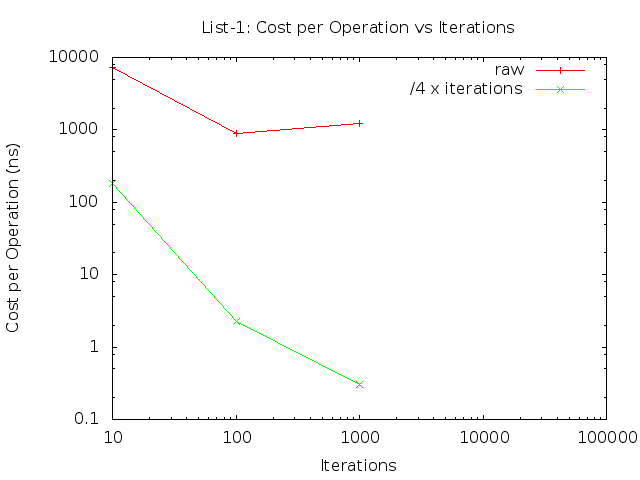 List-1: Cost per Operation vs Iterations
10000
raw
/4 x iterations
1000
100
10
1
0.1
Cost per Operation (ns)
10 100 1000 10000 100000
Iterations